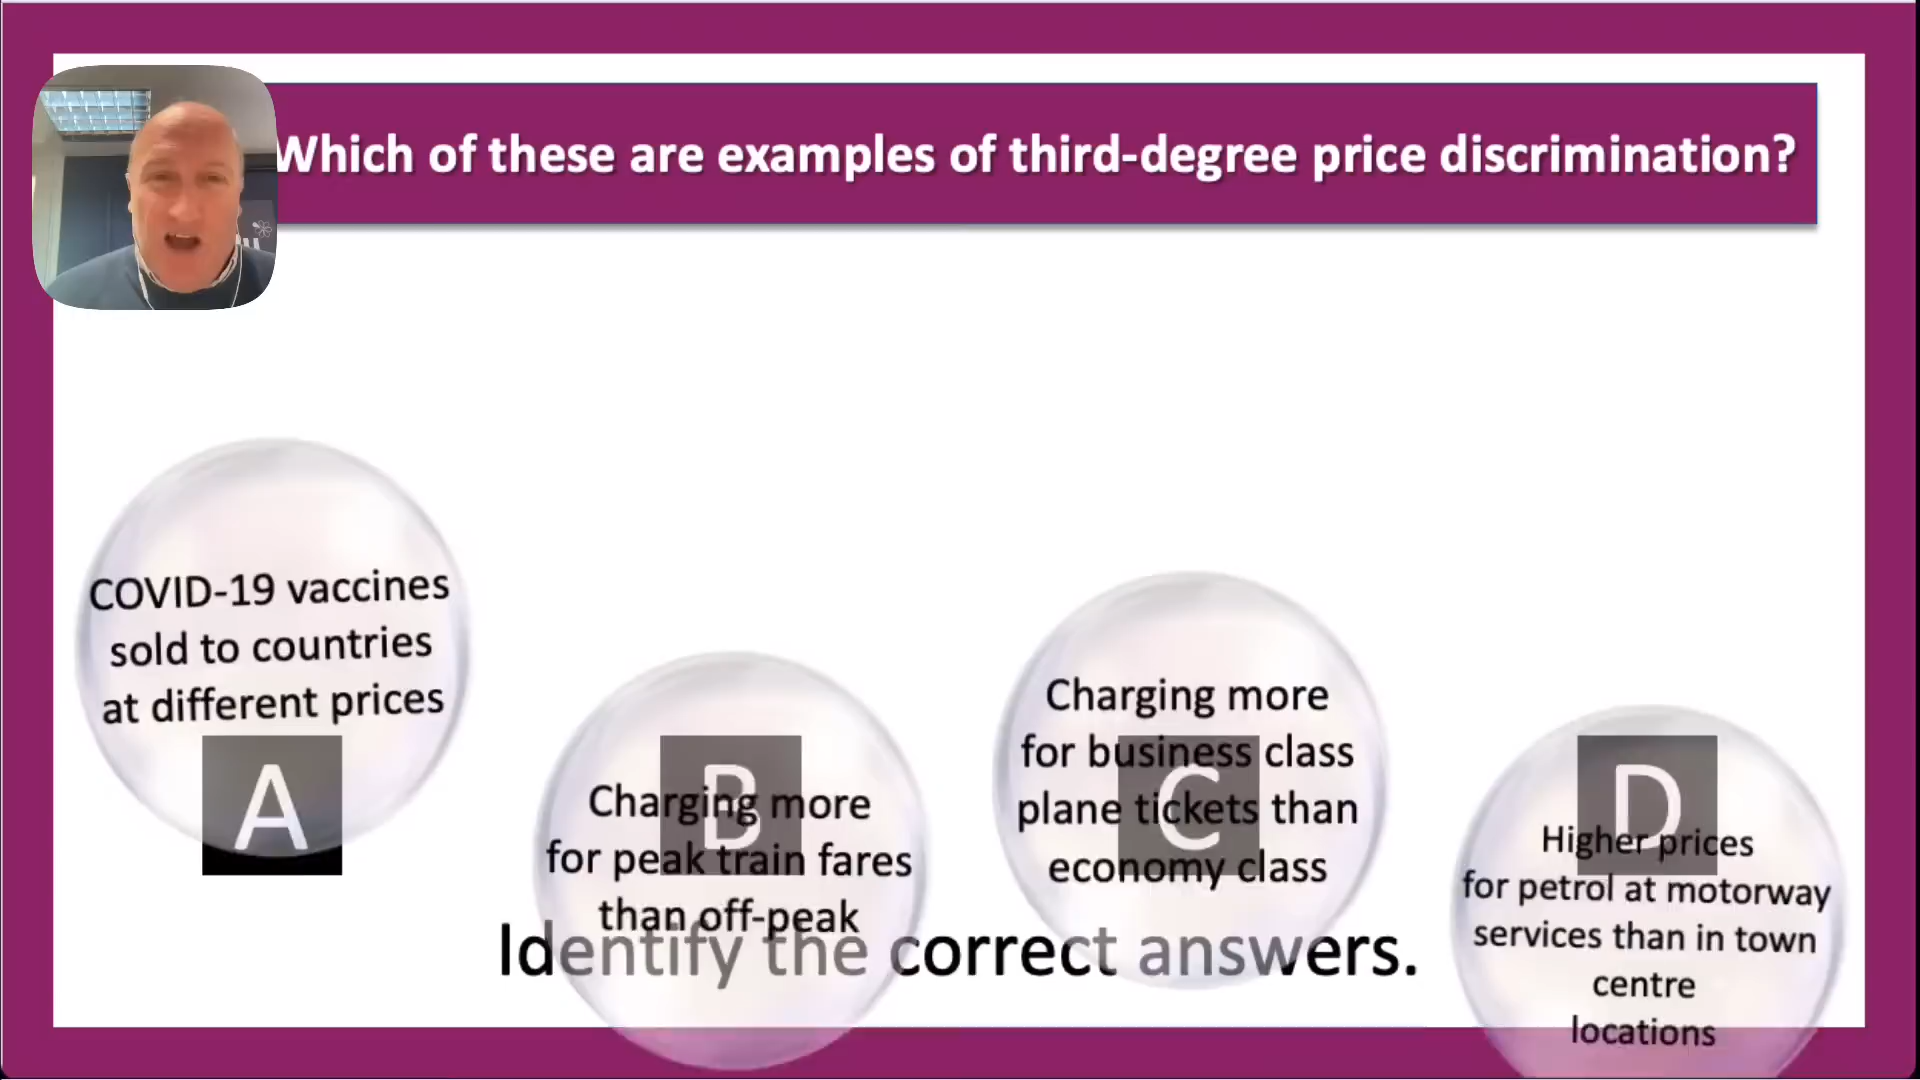 Which of these are examples of third-degree price discrimination?
COVID-19 vaccines
sold to countries
at different prices
A
Charging more
for peak train fares
than off-peak
B
Charging more
for business class
plane tickets than
economy class
C
Higher prices
for petrol at motorway
services than in town
centre
locations
D
Identify the correct answers.